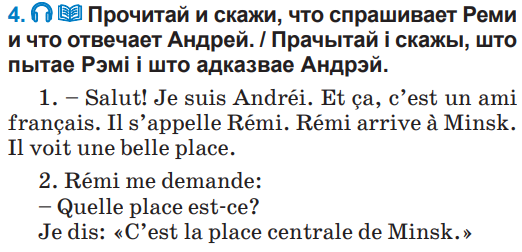 4. Прочитай и скажи, что спрашивает Реми
и что отвечает Андрей. / Прачытай і скажы, што
пытае Рэмі і што адказвае Андрэй.
1. – Salut! Je suis Andréi. Et ça, c’est un ami
français. Il s’appelle Rémi. Rémi arrive à Minsk.
Il voit une belle place.
2. Rémi me demande:
– Quelle place est-ce?
Je dis: «C’est la place centrale de Minsk.»